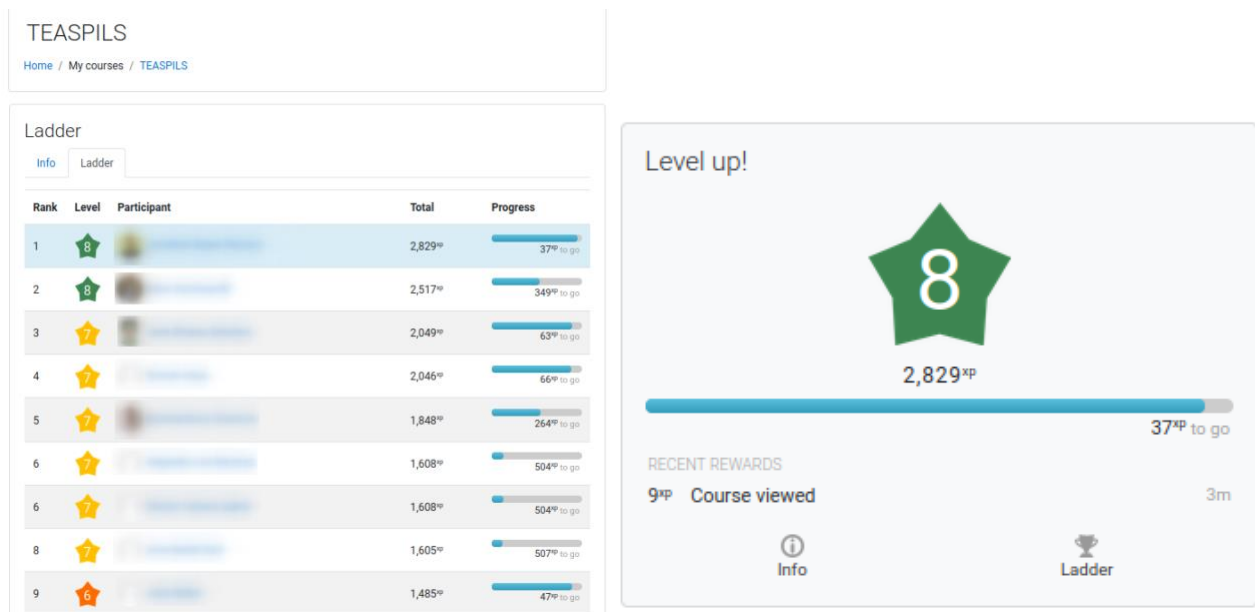 TEASPILS
Home / My courses / TEASPILS
Ladder
Info Ladder
Rank Level Participant Total Progress
1 8 2,829xp 37xp to go
2 8 2,517xp 349xp to go
3 7 2,049xp 63xp to go
4 7 2,046xp 66xp to go
5 7 1,848xp 264xp to go
6 7 1,608xp 504xp to go
6 7 1,608xp 504xp to go
8 7 1,605xp 507xp to go
9 6 1,485xp 47xp to go
Level up!
8
2,829xp
37xp to go
RECENT REWARDS
9xp Course viewed 3m
Info Ladder